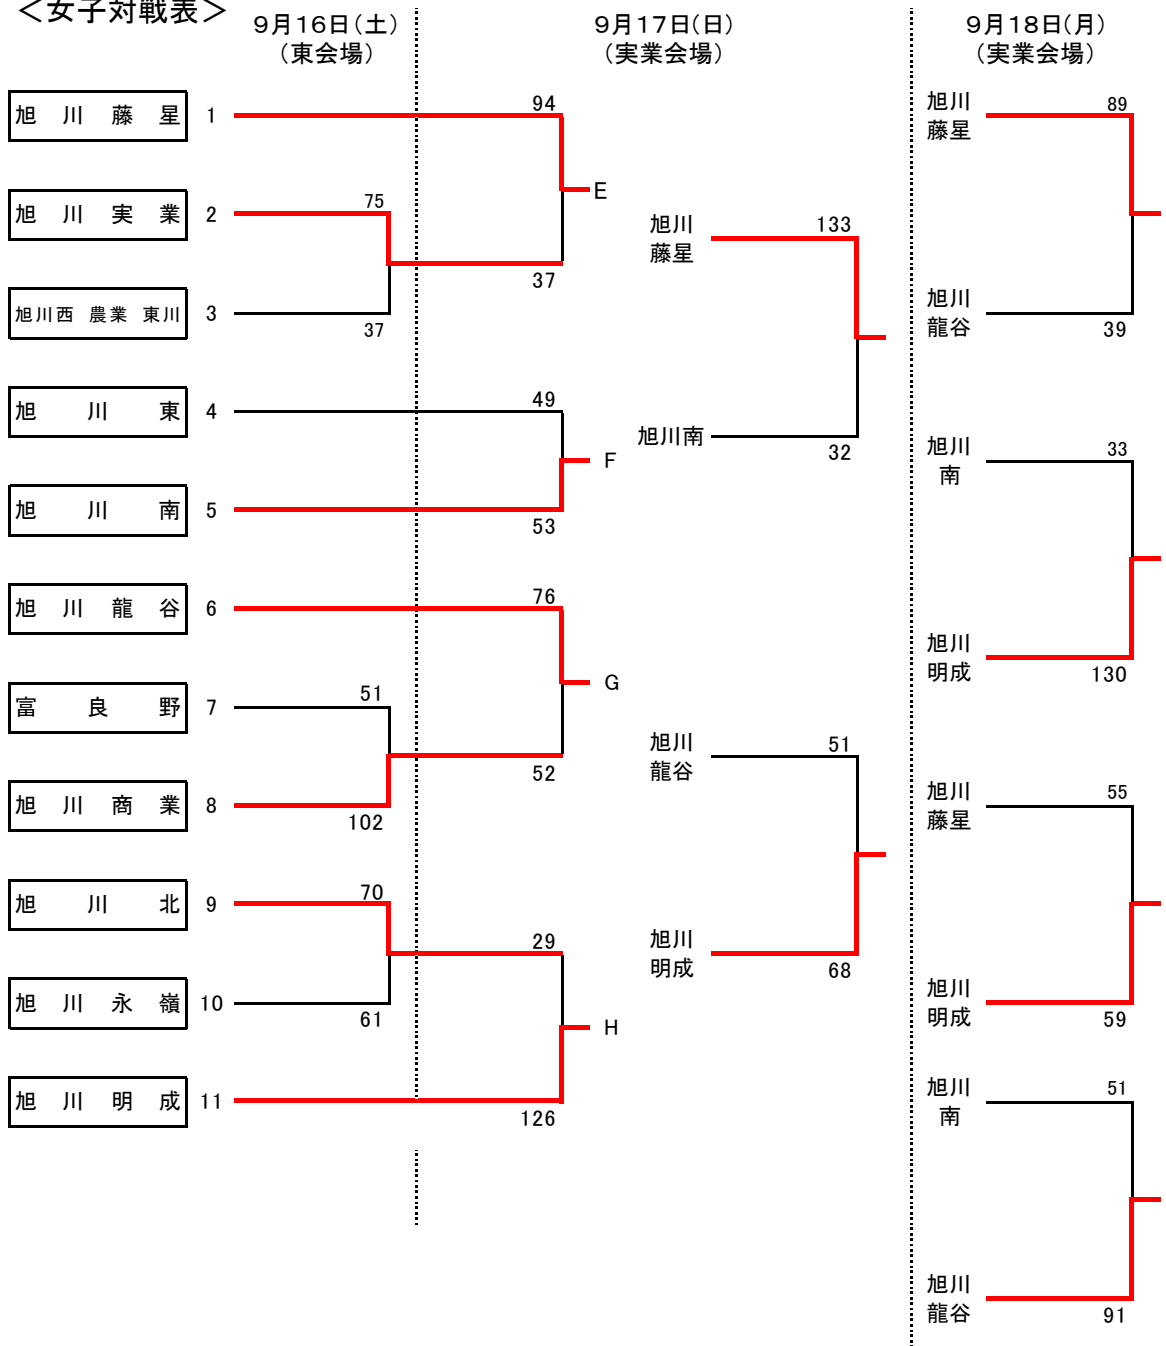 ＜女子対戦表＞
9月16日（土）
（東会場）
9月17日（日）
（実業会場）
9月18日（月）
（実業会場）
旭川藤星 1
旭川実業 2
旭川西 農業 東川 3
旭川東 4
旭川南 5
旭川龍谷 6
富良野 7
旭川商業 8
旭川北 9
旭川永嶺 10
旭川明成 11
75
37
51
102
70
61
94
E
37
49
F
53
76
G
52
29
H
126
旭川
藤星
133
旭川南
32
旭川
龍谷
51
旭川
明成
68
旭川
藤星
89
旭川
龍谷
39
旭川
南
33
旭川
明成
130
旭川
藤星
55
旭川
明成
59
旭川
南
51
旭川
龍谷
91